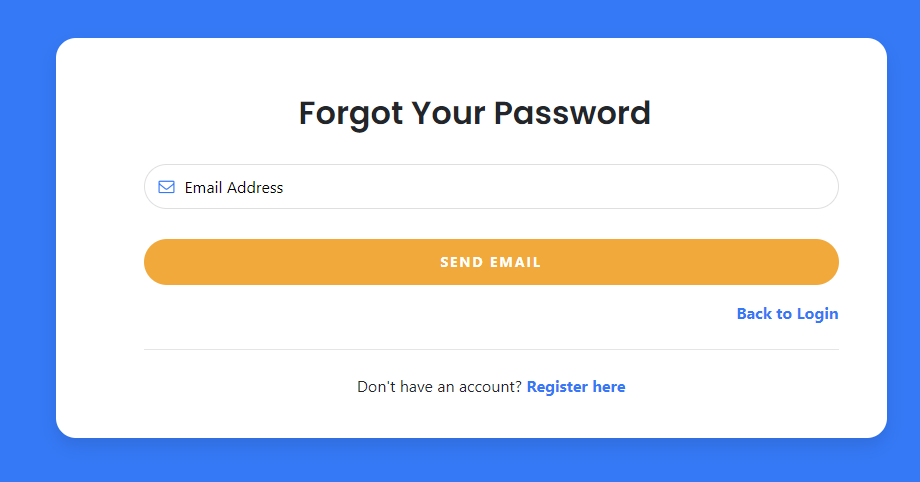 Forgot Your Password
Email Address
SEND EMAIL
Back to Login
Don't have an account? Register here